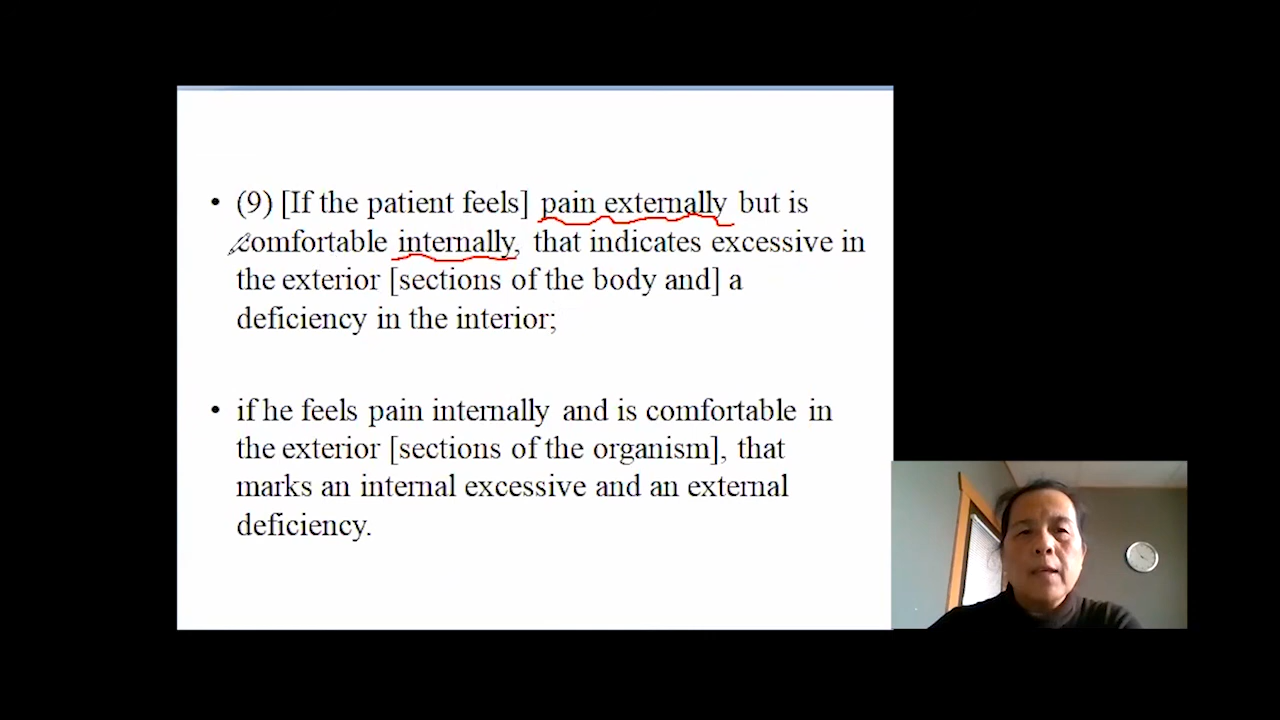 • (9) [If the patient feels] pain externally but is
comfortable internally, that indicates excessive in
the exterior [sections of the body and] a
deficiency in the interior;
• if he feels pain internally and is comfortable in
the exterior [sections of the organism], that
marks an internal excessive and an external
deficiency.